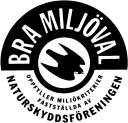 BRA MILJÖVAL
UPPFYLLER MILJÖKRITERIER
FASTSTÄLLDA AV
NATURSKYDDSFÖRENINGEN